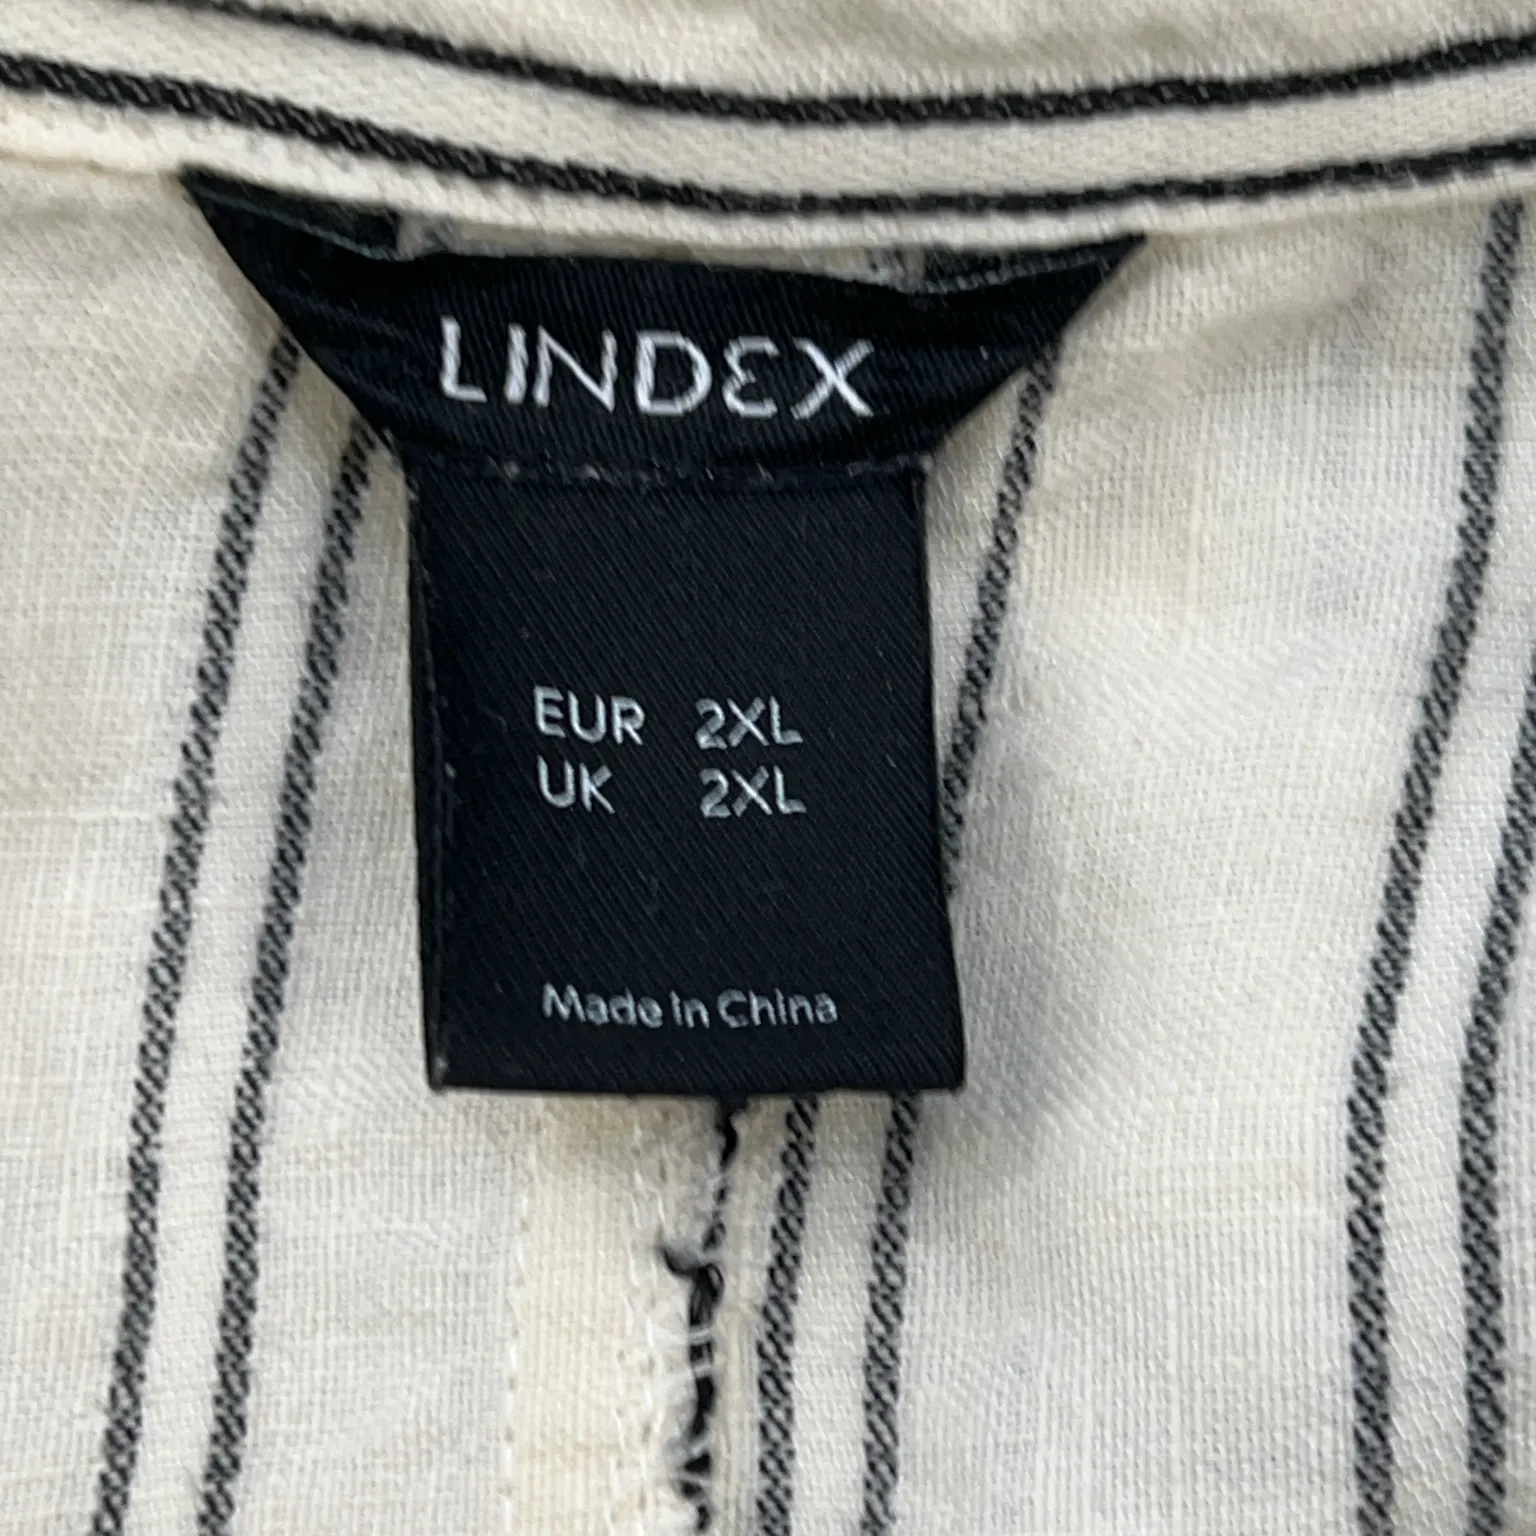 LINDEX
EUR 2XL
UK 2XL
Made in China